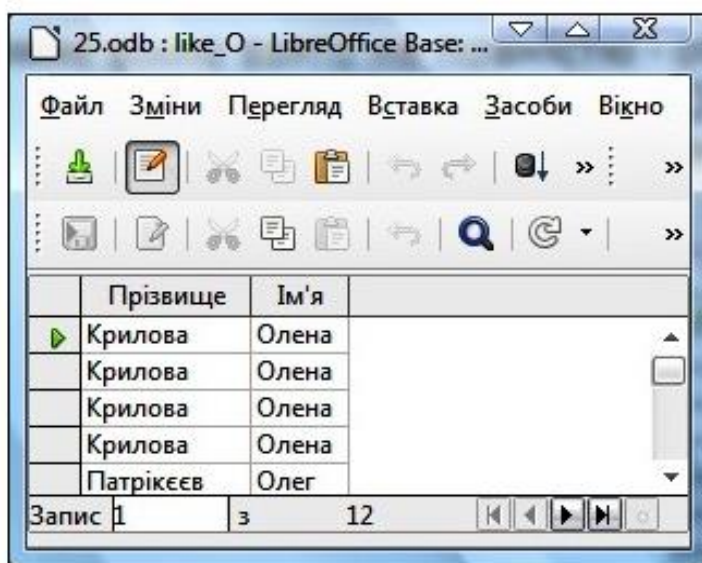 25.odb : like_O - LibreOffice Base: ...
Файл Зміни Перегляд Вставка Засоби Вікно
Прізвище Ім'я
Крилова Олена
Крилова Олена
Крилова Олена
Крилова Олена
Патрікєєв Олег
Запис 1 з 12